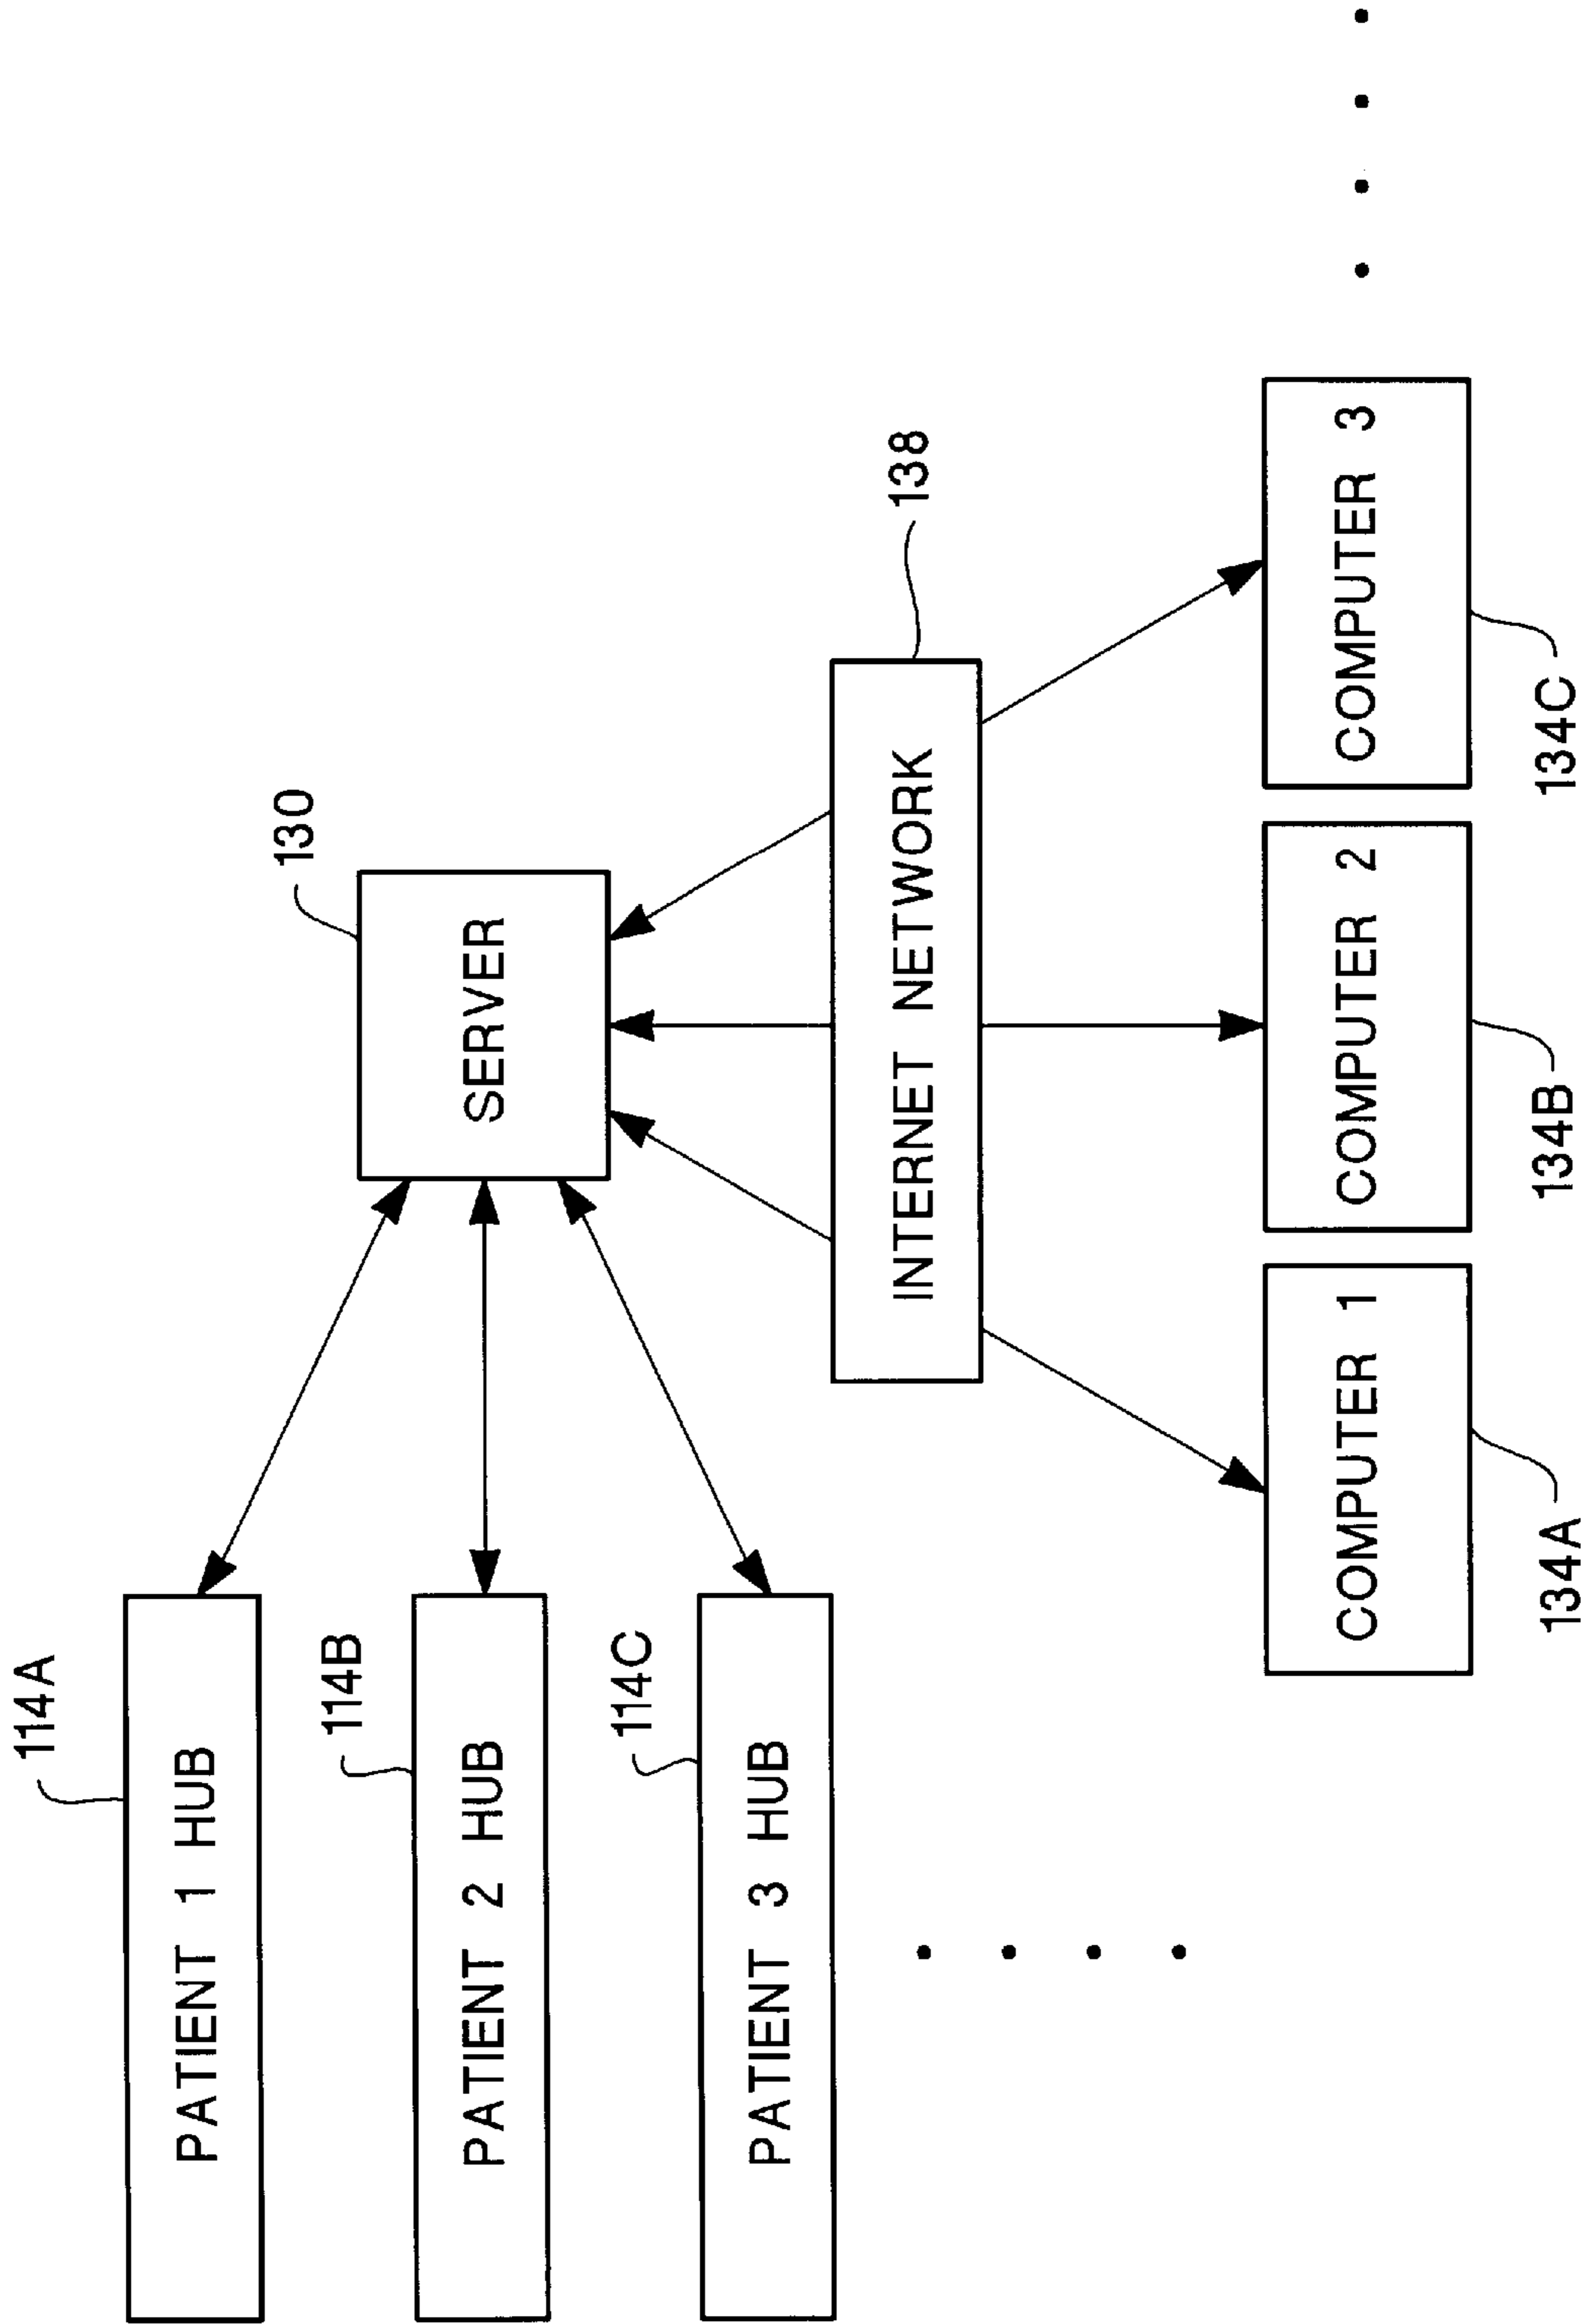 114A
PATIENT 1 HUB
114B
PATIENT 2 HUB
114C
PATIENT 3 HUB
130
SERVER
138
INTERNET NETWORK
COMPUTER 1
134A
COMPUTER 2
134B
COMPUTER 3
134C